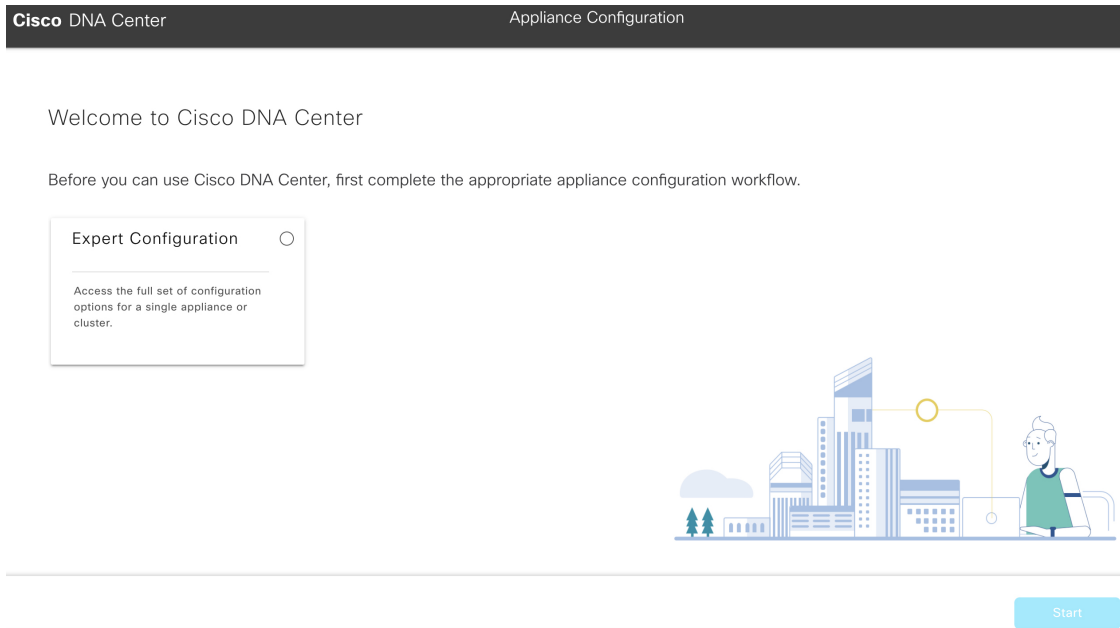 Cisco DNA Center
Appliance Configuration
Welcome to Cisco DNA Center
Before you can use Cisco DNA Center, first complete the appropriate appliance configuration workflow.
Expert Configuration
Access the full set of configuration
options for a single appliance or
cluster.
Start